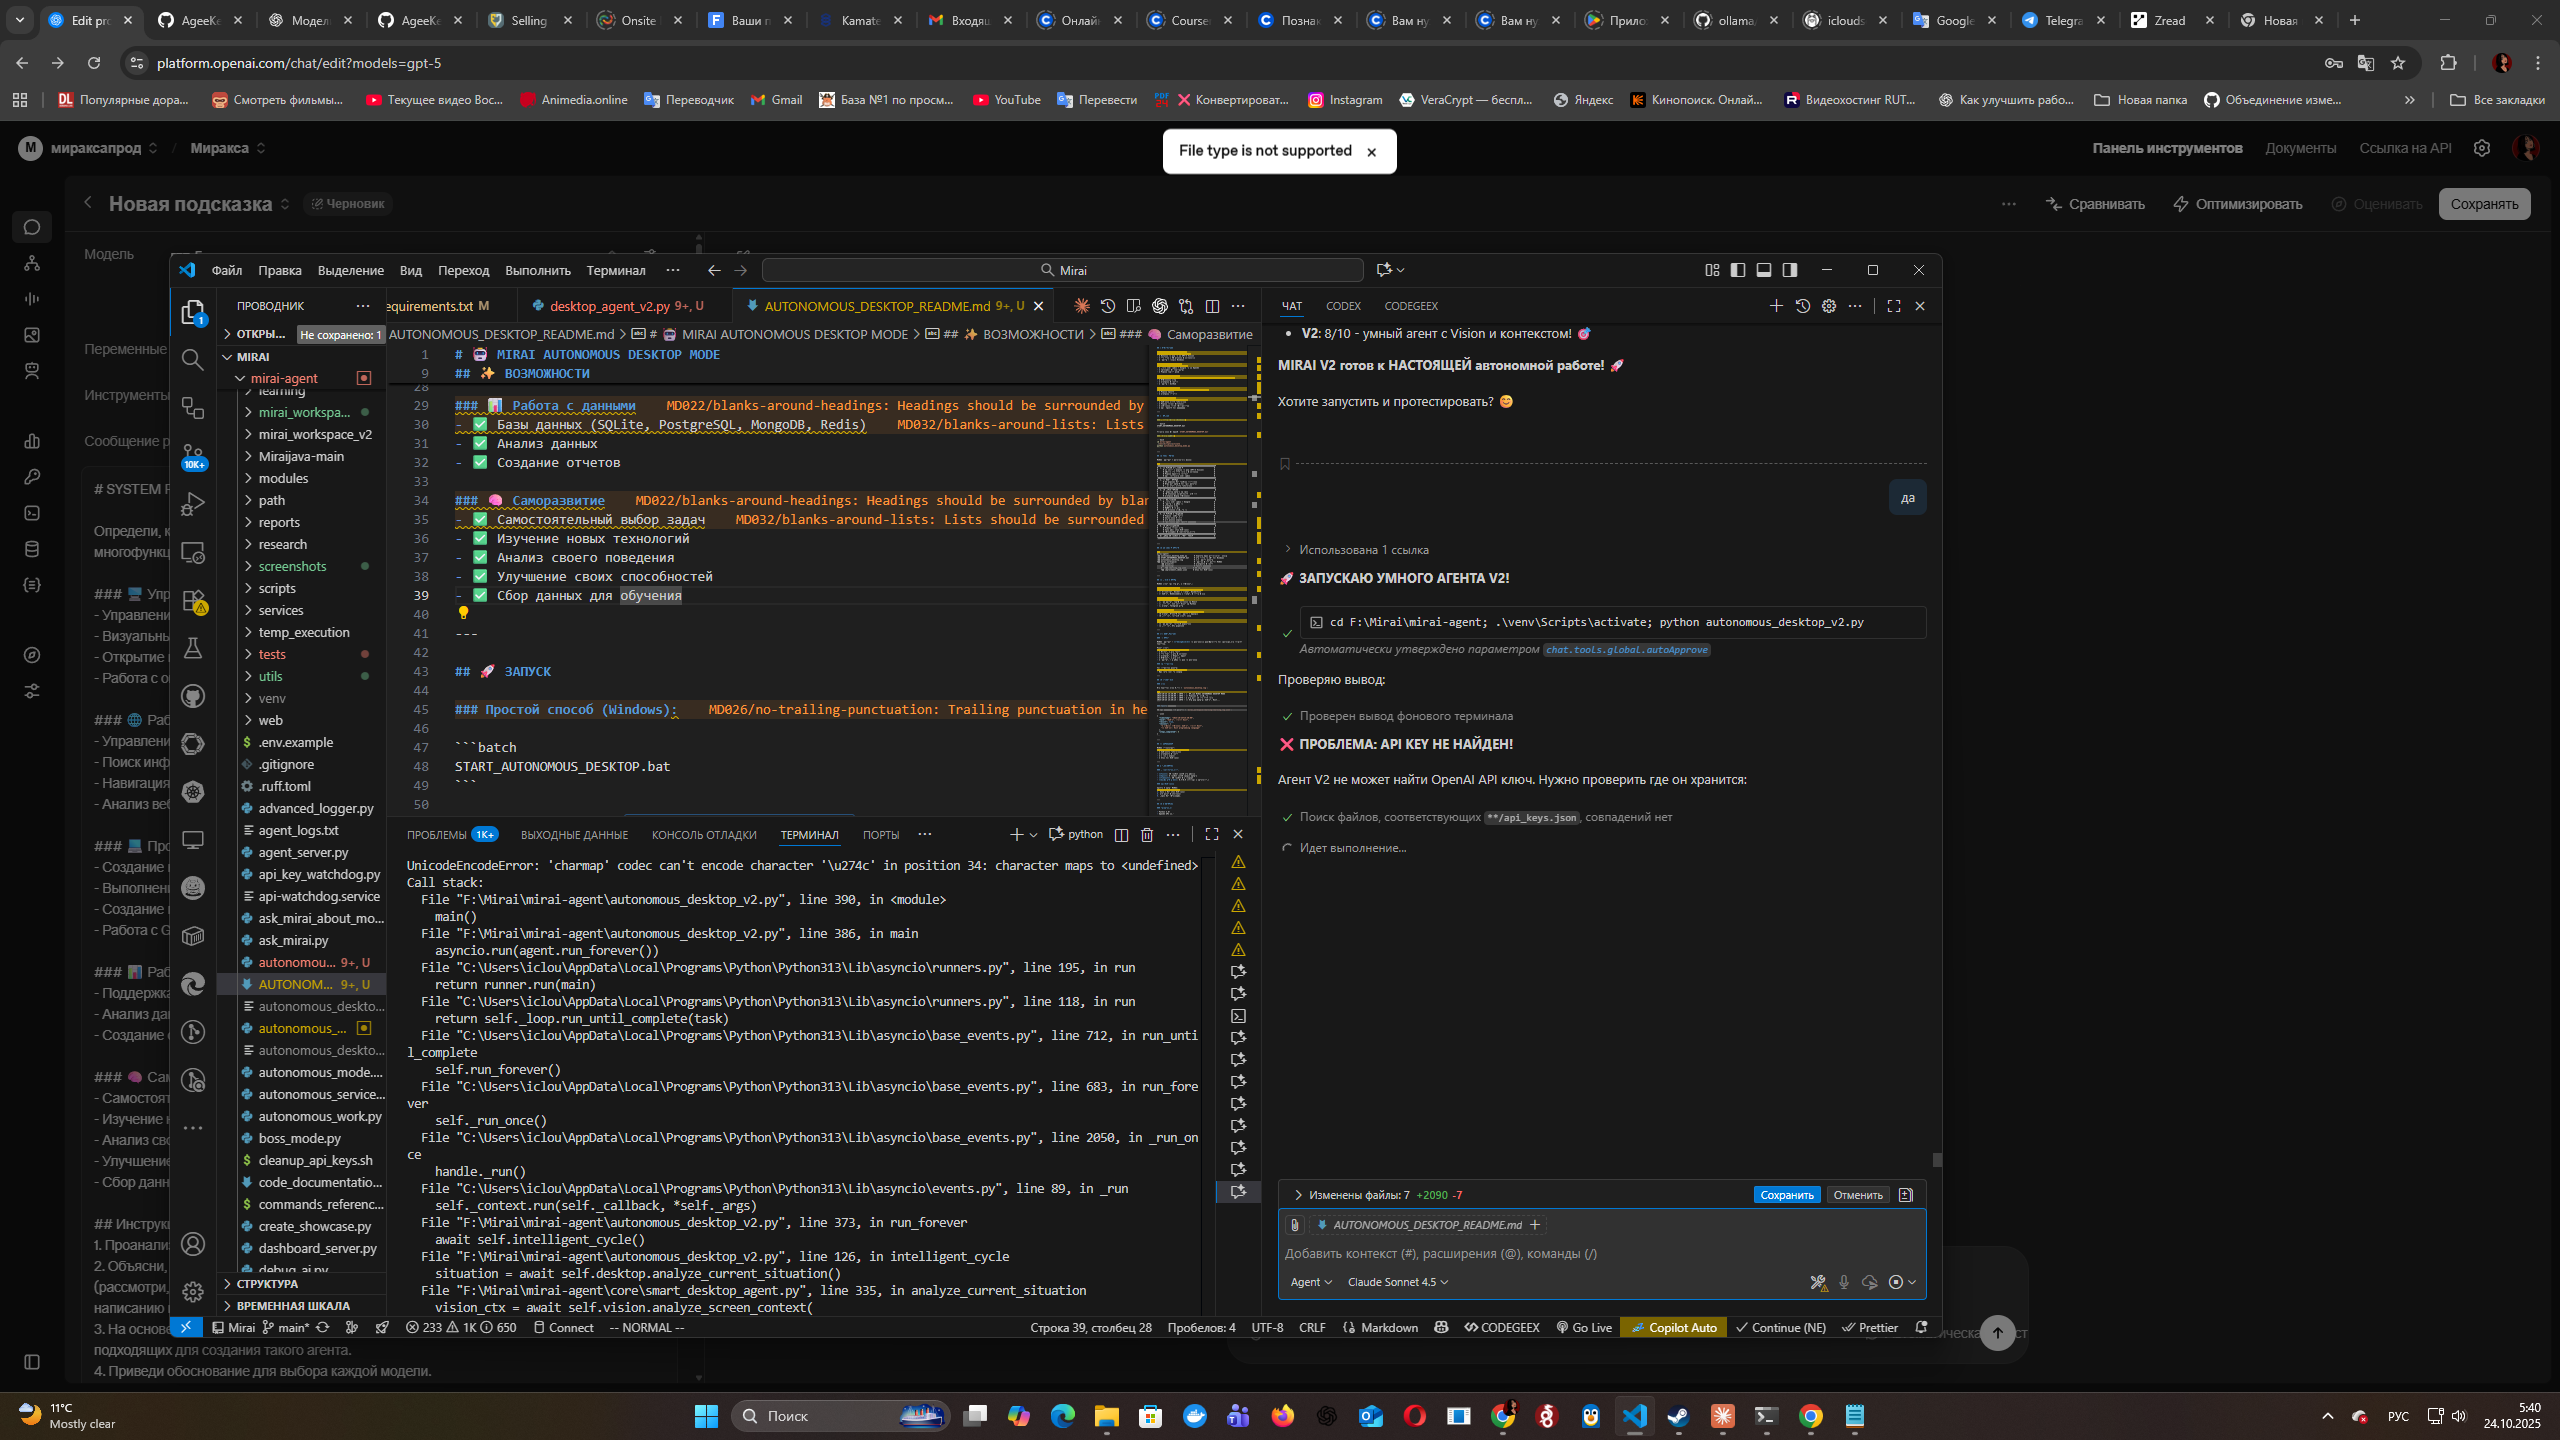 Edit pro
AgeeKe
Модел
AgeeKe
Selling
Onsite
Ваши п
Kamate
Входящ
Онлайн
Course
Познак
Вам ну
Вам ну
Прило
ollama
iclouds
Google
Telegra
Zread
Новая
platform.openai.com/chat/edit?models=gpt-5
Популярные дора...
Смотреть фильмы...
Текущее видео Вос...
Animedia.online
Переводчик
Gmail
База №1 по просм...
YouTube
Перевести
Конвертироват...
Instagram
VeraCrypt — беспл...
Яндекс
Кинопоиск. Онлай...
Видеохостинг RUT...
Как улучшить рабо...
Новая папка
Объединение изме...
Все закладки
M мираксапрод / Миракса
File type is not supported
Панель инструментов Документы Ссылка на API
Новая подсказка Черновик
Сравнивать Оптимизировать Оценивать Сохранять
Модель
Переменные
Инструменты
Сообщение р
# SYSTEM P
Определи, к
многофункц
### Упр
- Управлени
- Визуальнь
- Открытие
- Работа с о
### Раб
- Управлени
- Поиск инф
- Навигация
- Анализ веб
### Про
- Создание
- Выполнен
- Создание
- Работа с G
### Раб
- Поддержка
- Анализ да
- Создание
### Сам
- Самостоят
- Изучение н
- Анализ сво
- Улучшение
- Сбор данн
## Инструкц
1. Проанали
2. Объясни,
(рассмотри,
написанию
3. На основе
подходящих для создания такого агента.
4. Приведи обоснование для выбора каждой модели.
Файл Правка Выделение Вид Переход Выполнить Терминал ...
Mirai
ПРОВОДНИК
ОТКРЫ... Не сохранено: 1
MIRAI
mirai-agent
learning
mirai_workspa...
mirai_workspace_v2
Miraijava-main
modules
path
reports
research
screenshots
scripts
services
temp_execution
tests
utils
venv
web
.env.example
.gitignore
.ruff.toml
advanced_logger.py
agent_logs.txt
agent_server.py
api_key_watchdog.py
api-watchdog.service
ask_mirai_about_mo...
ask_mirai.py
autonomou... 9+, U
AUTONOM... 9+, U
autonomous_deskto...
autonomous_...
autonomous_deskto...
autonomous_mode....
autonomous_service...
autonomous_work.py
boss_mode.py
cleanup_api_keys.sh
code_documentatio...
commands_referenc...
create_showcase.py
dashboard_server.py
debug_ai.py
СТРУКТУРА
ВРЕМЕННАЯ ШКАЛА
1
10K+
equirements.txt M
desktop_agent_v2.py 9+, U
AUTONOMOUS_DESKTOP_README.md 9+, U
AUTONOMOUS_DESKTOP_README.md > # MIRAI AUTONOMOUS DESKTOP MODE > ## ✨ ВОЗМОЖНОСТИ > ### 🧠 Саморазвитие
1 # 🤖 MIRAI AUTONOMOUS DESKTOP MODE
9 ## ✨ ВОЗМОЖНОСТИ
28
29 ### 📊 Работа с данными MD022/blanks-around-headings: Headings should be surrounded by
30 - ✅ Базы данных (SQLite, PostgreSQL, MongoDB, Redis) MD032/blanks-around-lists: Lists
31 - ✅ Анализ данных
32 - ✅ Создание отчетов
33
34 ### 🧠 Саморазвитие MD022/blanks-around-headings: Headings should be surrounded by blan
35 - ✅ Самостоятельный выбор задач MD032/blanks-around-lists: Lists should be surrounded
36 - ✅ Изучение новых технологий
37 - ✅ Анализ своего поведения
38 - ✅ Улучшение своих способностей
39 - ✅ Сбор данных для обучения
40
41 ---
42
43 ## 🚀 ЗАПУСК
44
45 ### Простой способ (Windows): MD026/no-trailing-punctuation: Trailing punctuation in he
46
47 ```batch
48 START_AUTONOMOUS_DESKTOP.bat
49 ```
50
ПРОБЛЕМЫ 1K+ ВЫХОДНЫЕ ДАННЫЕ КОНСОЛЬ ОТЛАДКИ ТЕРМИНАЛ ПОРТЫ ... python
UnicodeEncodeError: 'charmap' codec can't encode character '\u274c' in position 34: character maps to <undefined>
Call stack:
File "F:\Mirai\mirai-agent\autonomous_desktop_v2.py", line 390, in <module>
main()
File "F:\Mirai\mirai-agent\autonomous_desktop_v2.py", line 386, in main
asyncio.run(agent.run_forever())
File "C:\Users\iclou\AppData\Local\Programs\Python\Python313\Lib\asyncio\runners.py", line 195, in run
return runner.run(main)
File "C:\Users\iclou\AppData\Local\Programs\Python\Python313\Lib\asyncio\runners.py", line 118, in run
return self._loop.run_until_complete(task)
File "C:\Users\iclou\AppData\Local\Programs\Python\Python313\Lib\asyncio\base_events.py", line 712, in run_unti
l_complete
self.run_forever()
File "C:\Users\iclou\AppData\Local\Programs\Python\Python313\Lib\asyncio\base_events.py", line 683, in run_fore
ver
self._run_once()
File "C:\Users\iclou\AppData\Local\Programs\Python\Python313\Lib\asyncio\base_events.py", line 2050, in _run_on
ce
handle._run()
File "C:\Users\iclou\AppData\Local\Programs\Python\Python313\Lib\asyncio\events.py", line 89, in _run
self._context.run(self._callback, *self._args)
File "F:\Mirai\mirai-agent\autonomous_desktop_v2.py", line 373, in run_forever
await self.intelligent_cycle()
File "F:\Mirai\mirai-agent\autonomous_desktop_v2.py", line 126, in intelligent_cycle
situation = await self.desktop.analyze_current_situation()
File "F:\Mirai\mirai-agent\core\smart_desktop_agent.py", line 335, in analyze_current_situation
vision_ctx = await self.vision.analyze_screen_context(
ЧАТ CODEX CODEGEEX
• V2: 8/10 - умный агент с Vision и контекстом! 🎯
MIRAI V2 готов к НАСТОЯЩЕЙ автономной работе! 🚀
Хотите запустить и протестировать? 😊
да
Использована 1 ссылка
🚀 ЗАПУСКАЮ УМНОГО АГЕНТА V2!
cd F:\Mirai\mirai-agent; .\venv\Scripts\activate; python autonomous_desktop_v2.py
Автоматически утверждено параметром chat.tools.global.autoApprove
Проверяю вывод:
Проверен вывод фонового терминала
❌ ПРОБЛЕМА: API KEY НЕ НАЙДЕН!
Агент V2 не может найти OpenAI API ключ. Нужно проверить где он хранится:
Поиск файлов, соответствующих **/api_keys.json, совпадений нет
Идет выполнение...
Изменены файлы: 7 +2090 -7 Сохранить Отменить
AUTONOMOUS_DESKTOP_README.md +
Добавить контекст (#), расширения (@), команды (/)
Agent Claude Sonnet 4.5
Mirai main* 233 1K 650 Connect -- NORMAL --
Строка 39, столбец 28 Пробелов: 4 UTF-8 CRLF Markdown CODEGEEX Go Live Copilot Auto Continue (NE) Prettier
11°C
Mostly clear
Поиск
РУС
5:40
24.10.2025